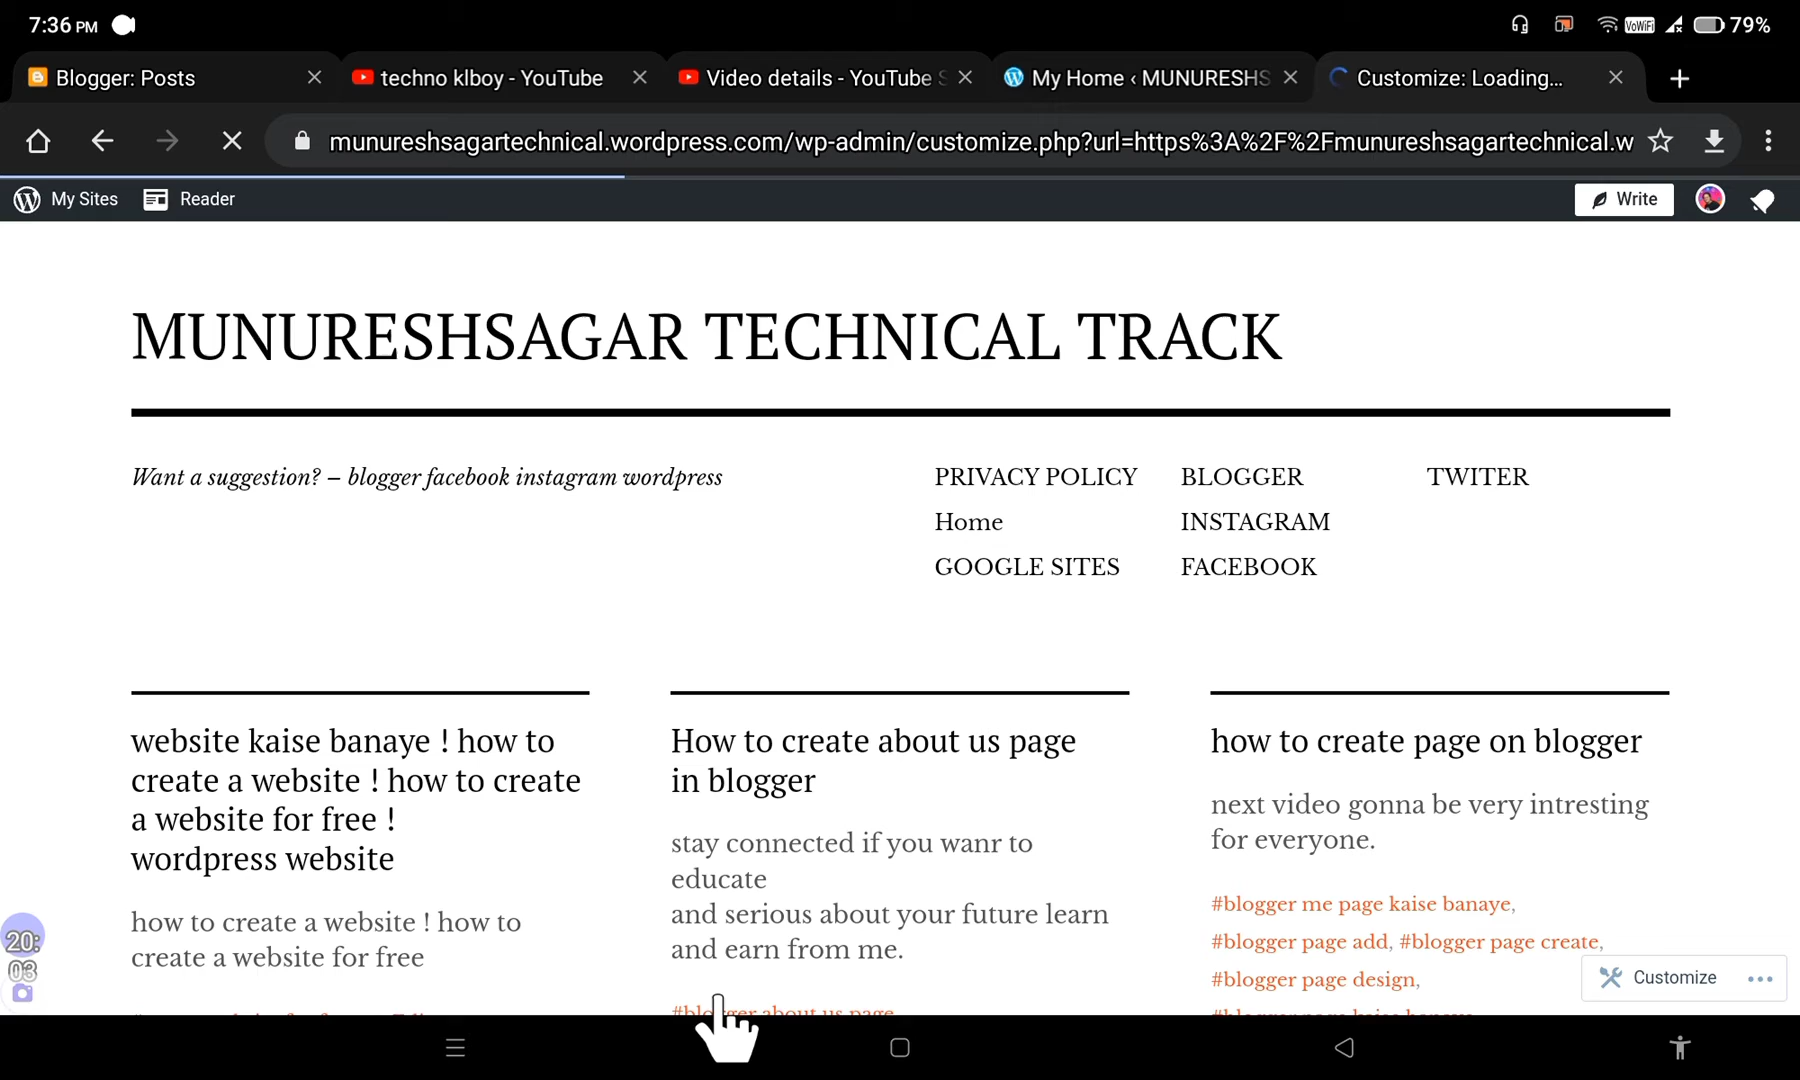 7:36 PM
VoWiFi
79%
Blogger: Posts
techno klboy - YouTube
Video details - YouTube S
My Home ‹ MUNURESHS
Customize: Loading...
munureshsagartechnical.wordpress.com/wp-admin/customize.php?url=https%3A%2F%2Fmunureshsagartechnical.w
My Sites
Reader
Write
MUNURESHSAGAR TECHNICAL TRACK
Want a suggestion? – blogger facebook instagram wordpress
PRIVACY POLICY
BLOGGER
TWITER
Home
INSTAGRAM
GOOGLE SITES
FACEBOOK
website kaise banaye ! how to
create a website ! how to create
a website for free !
wordpress website
how to create a website ! how to
create a website for free
How to create about us page
in blogger
stay connected if you wanr to
educate
and serious about your future learn
and earn from me.
#blogger about us page
how to create page on blogger
next video gonna be very intresting
for everyone.
#blogger me page kaise banaye,
#blogger page add, #blogger page create,
#blogger page design,
Customize
20:
03